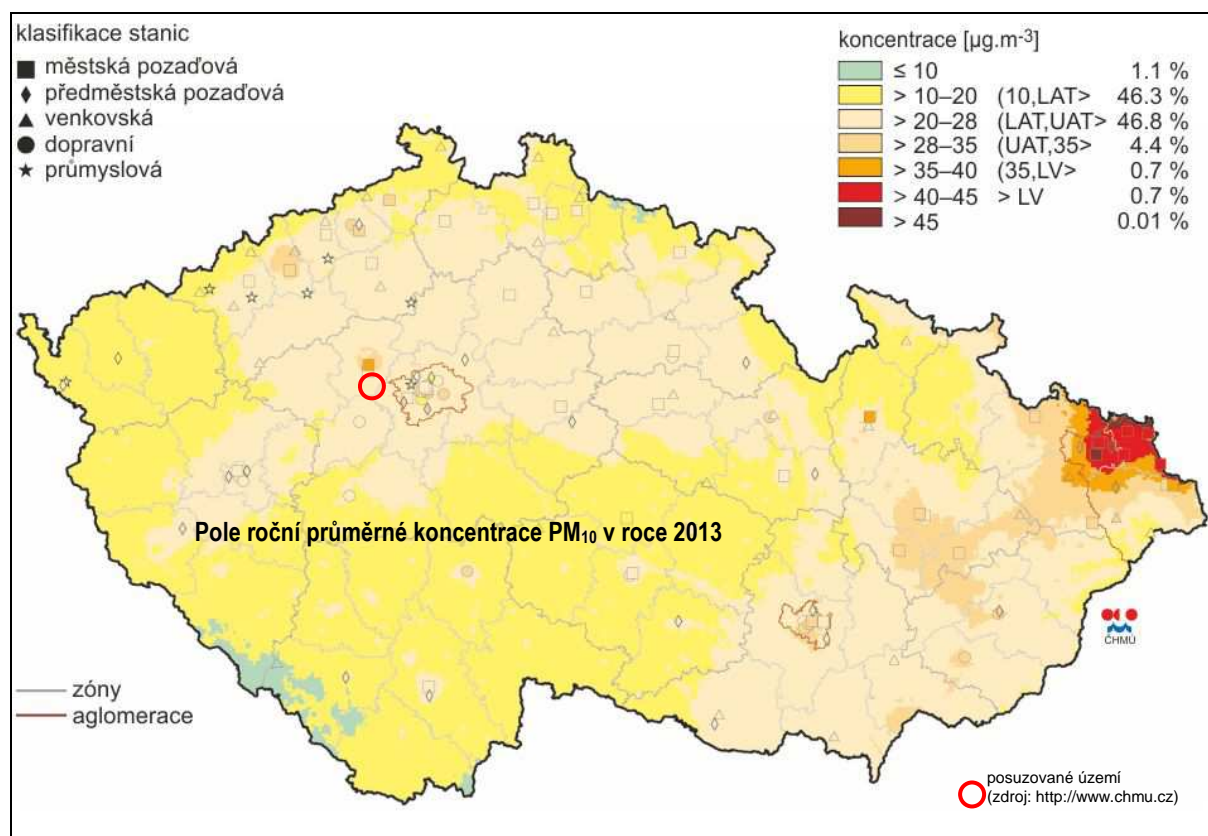 klasifikace stanic
městská pozaďová
předměstská pozaďová
venkovská
dopravní
průmyslová
koncentrace [µg.m-3]
≤ 10 1.1 %
> 10–20 (10,LAT> 46.3 %
> 20–28 (LAT,UAT> 46.8 %
> 28–35 (UAT,35> 4.4 %
> 35–40 (35,LV> 0.7 %
> 40–45 > LV 0.7 %
> 45 0.01 %
Pole roční průměrné koncentrace PM10 v roce 2013
ČHMÚ
zóny
aglomerace
posuzované území
(zdroj: http://www.chmu.cz)